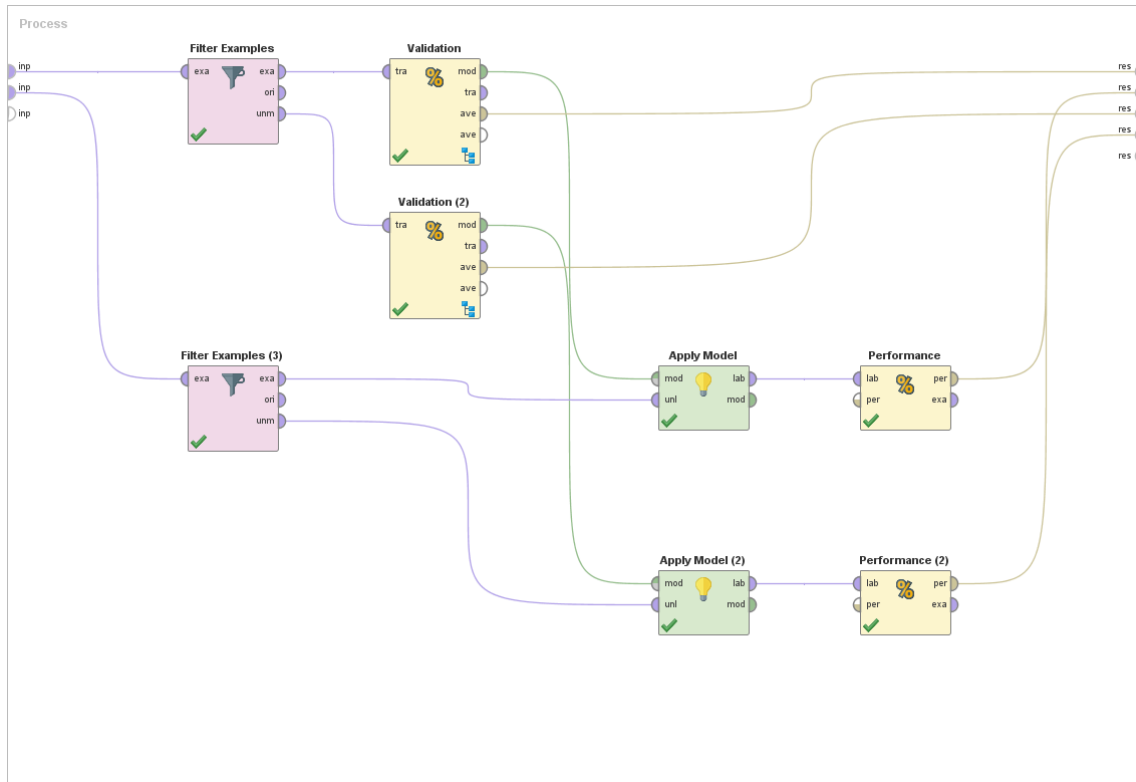 Process
Filter Examples
Validation
inp
exa
exa
tra
mod
res
inp
ori
tra
res
inp
unm
ave
res
ave
res
res
Validation (2)
tra
mod
tra
ave
ave
Filter Examples (3)
Apply Model
Performance
exa
exa
mod
lab
lab
per
ori
unl
mod
per
exa
unm
Apply Model (2)
Performance (2)
mod
lab
lab
per
unl
mod
per
exa